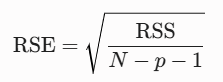 RSE = √(RSS / (N − p − 1))